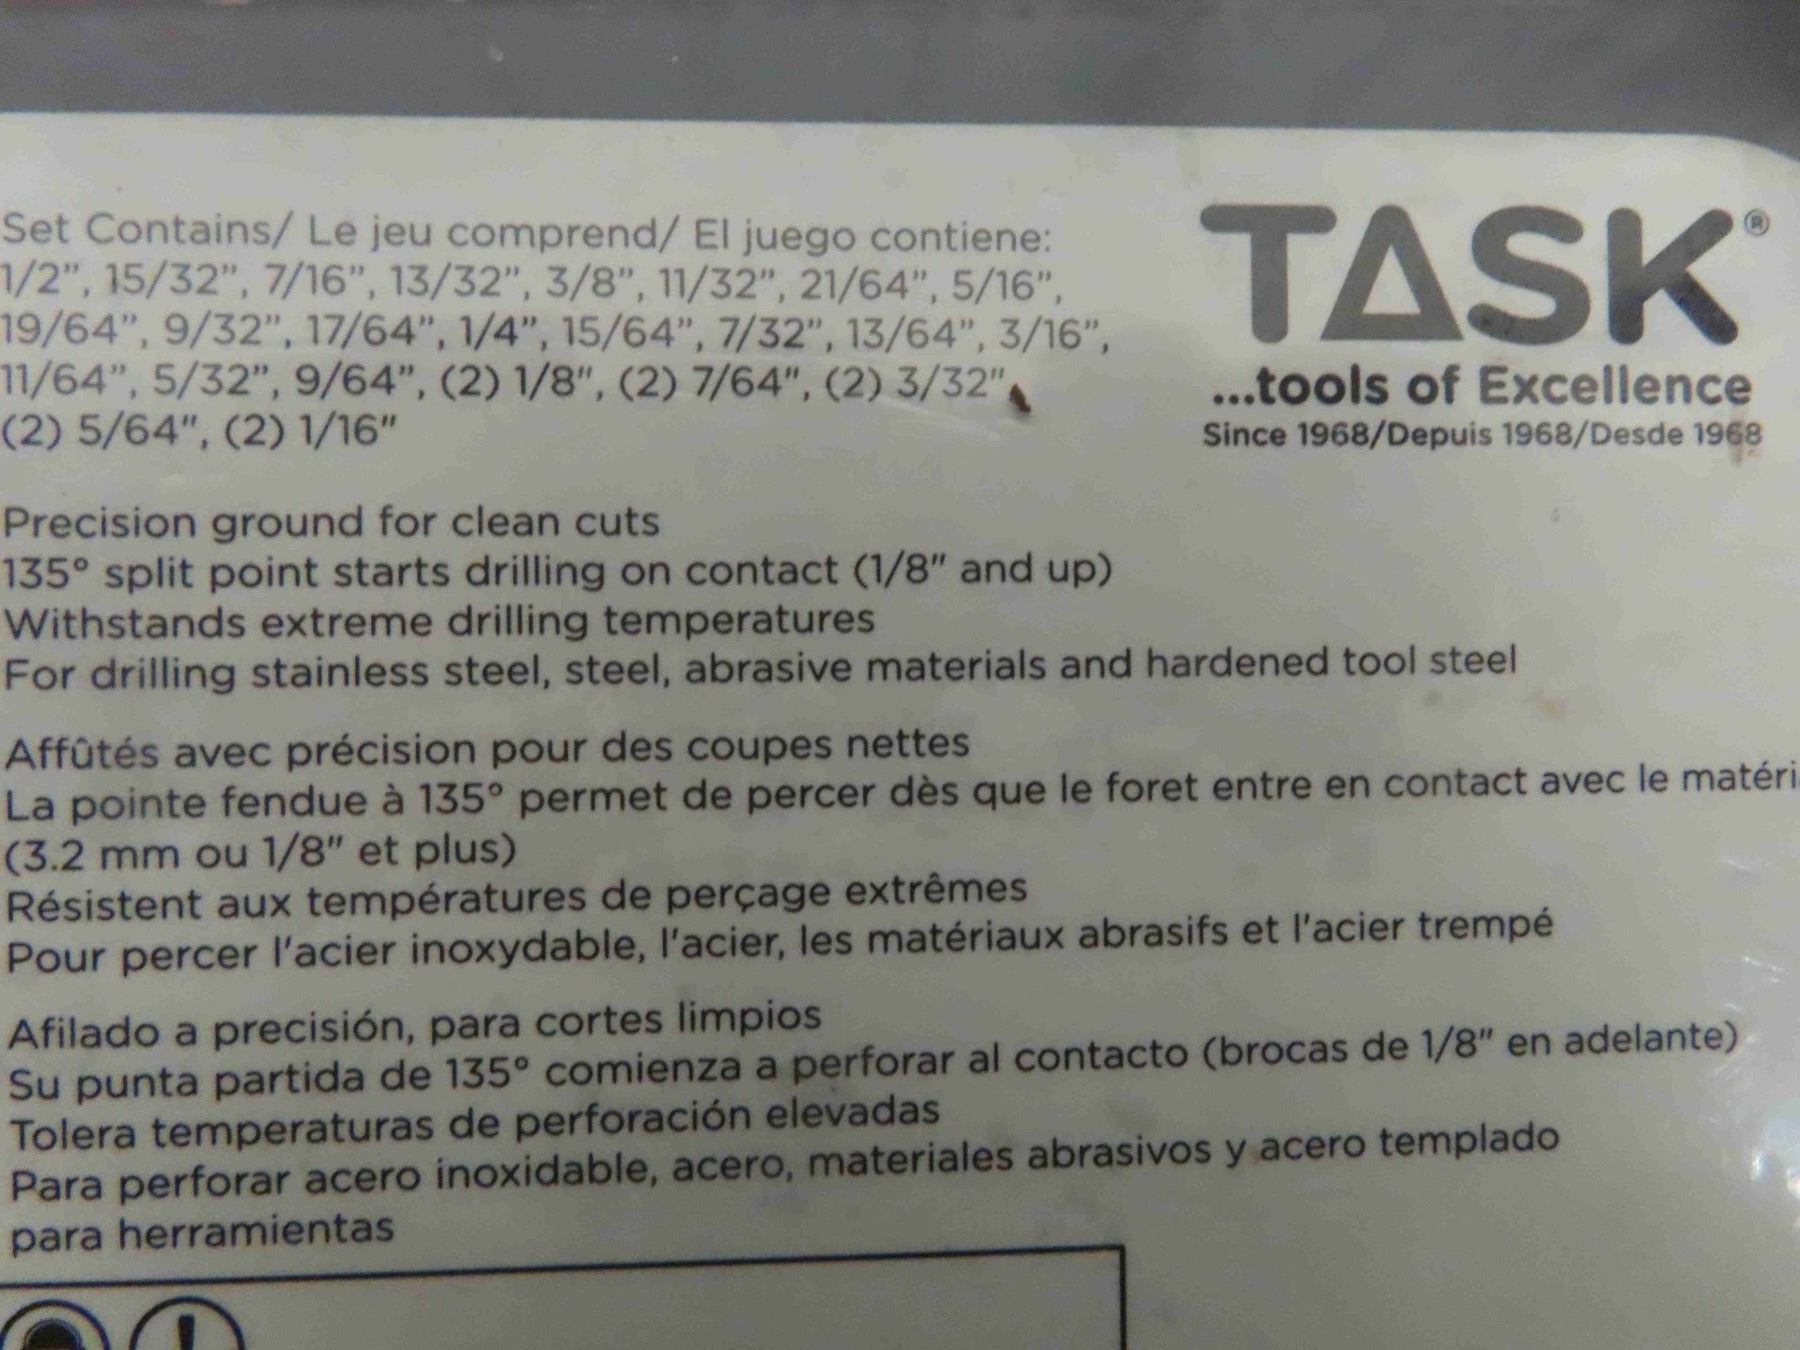 Set Contains/ Le jeu comprend/ El juego contiene:
1/2”, 15/32”, 7/16”, 13/32”, 3/8”, 11/32”, 21/64”, 5/16”,
19/64”, 9/32”, 17/64”, 1/4”, 15/64”, 7/32”, 13/64”, 3/16”,
11/64”, 5/32”, 9/64”, (2) 1/8”, (2) 7/64", (2) 3/32",
(2) 5/64", (2) 1/16"
TASK®
...tools of Excellence
Since 1968/Depuis 1968/Desde 1968
Precision ground for clean cuts
135° split point starts drilling on contact (1/8" and up)
Withstands extreme drilling temperatures
For drilling stainless steel, steel, abrasive materials and hardened tool steel
Affûtés avec précision pour des coupes nettes
La pointe fendue à 135° permet de percer dès que le foret entre en contact avec le matéri
(3.2 mm ou 1/8" et plus)
Résistent aux températures de perçage extrêmes
Pour percer l'acier inoxydable, l'acier, les matériaux abrasifs et l'acier trempé
Afilado a precisión, para cortes limpios
Su punta partida de 135° comienza a perforar al contacto (brocas de 1/8" en adelante)
Tolera temperaturas de perforación elevadas
Para perforar acero inoxidable, acero, materiales abrasivos y acero templado
para herramientas